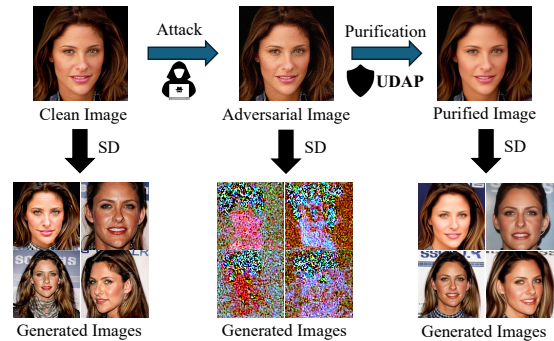 Attack
Purification
UDAP
Clean Image
Adversarial Image
Purified Image
SD
SD
SD
Generated Images
Generated Images
Generated Images